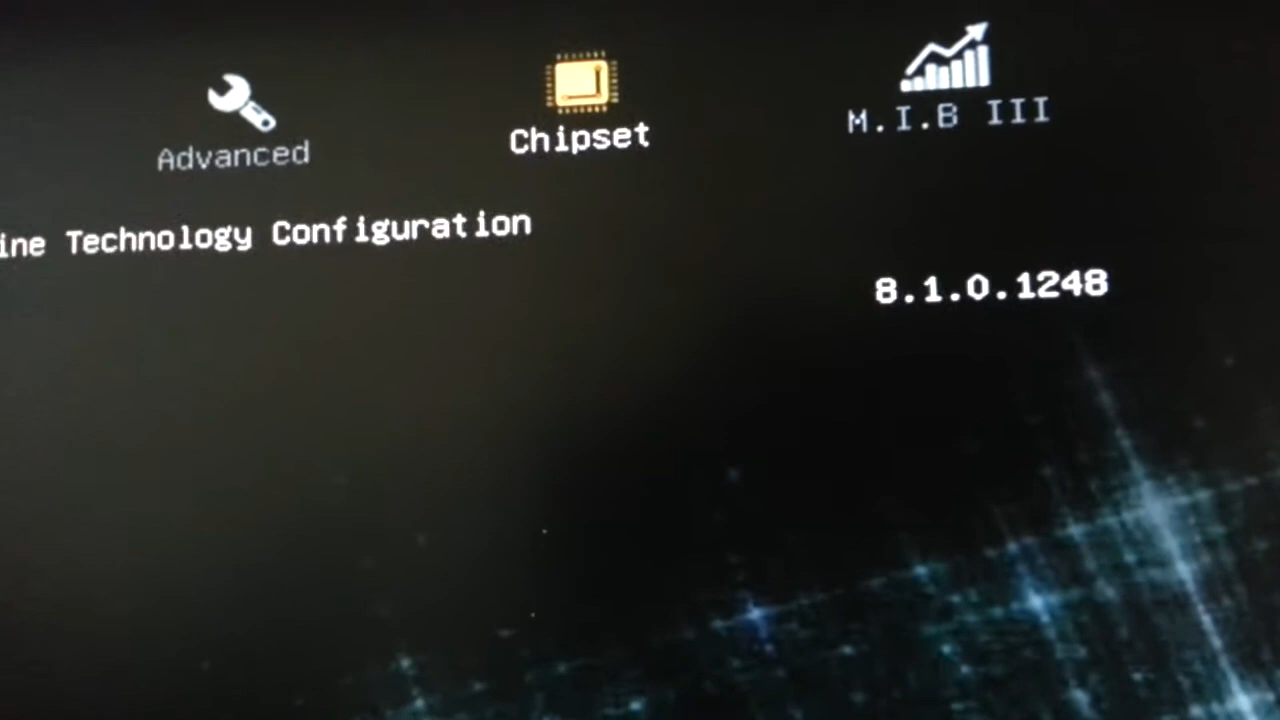 Advanced
Chipset
M.I.B III
ine Technology Configuration
8.1.0.1248